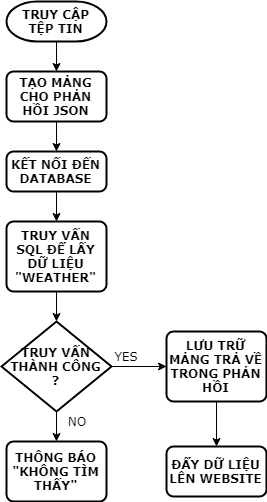 TRUY CẬP
TỆP TIN
TẠO MẢNG
CHO PHẢN
HỒI JSON
KẾT NỐI ĐẾN
DATABASE
TRUY VẤN
SQL ĐỂ LẤY
DỮ LIỆU
"WEATHER"
TRUY VẤN
THÀNH CÔNG
?
YES
LƯU TRỮ
MẢNG TRẢ VỀ
TRONG PHẢN
HỒI
NO
THÔNG BÁO
"KHÔNG TÌM
THẤY"
ĐẨY DỮ LIỆU
LÊN WEBSITE